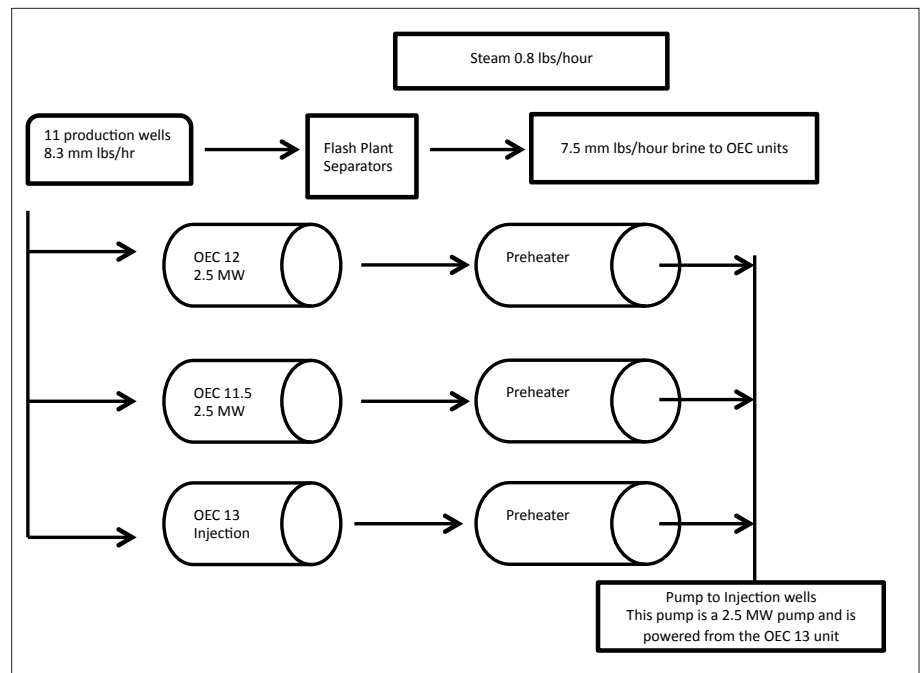 Steam 0.8 lbs/hour
11 production wells
8.3 mm lbs/hr
Flash Plant
Separators
7.5 mm lbs/hour brine to OEC units
OEC 12
2.5 MW
Preheater
OEC 11.5
2.5 MW
Preheater
OEC 13
Injection
Preheater
Pump to Injection wells
This pump is a 2.5 MW pump and is
powered from the OEC 13 unit